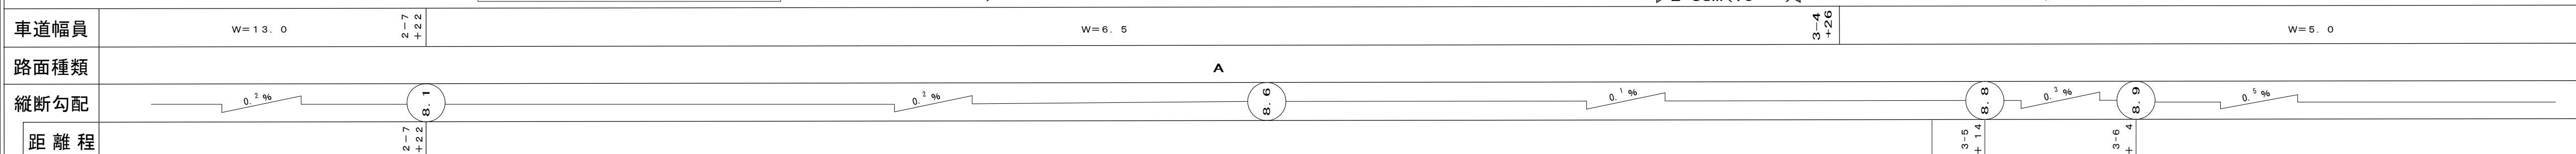 車道幅員 W=13.0 2-7 +22 W=6.5 3-4 +26 W=5.0
路面種類 A
縦断勾配 0.2% 8.1 0.2% 8.6 0.1% 8.8 0.3% 8.9 0.5%
距離程 2-7 +22 3-5 +14 3-6 + 4